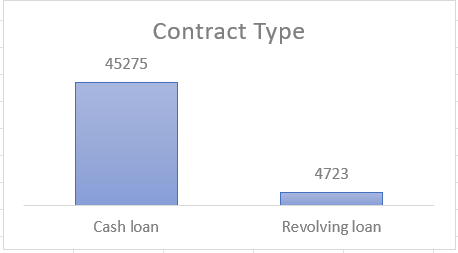 Contract Type
45275
4723
Cash loan
Revolving loan